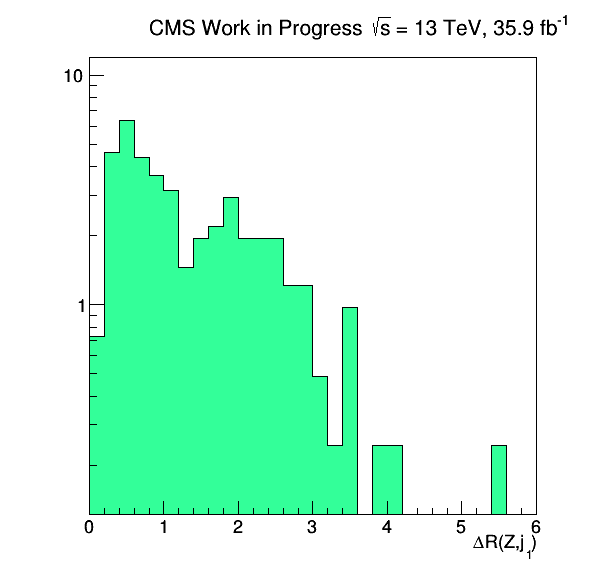 CMS Work in Progress √s = 13 TeV, 35.9 fb⁻¹
10
1
0 1 2 3 4 5 6
ΔR(Z,j₁)